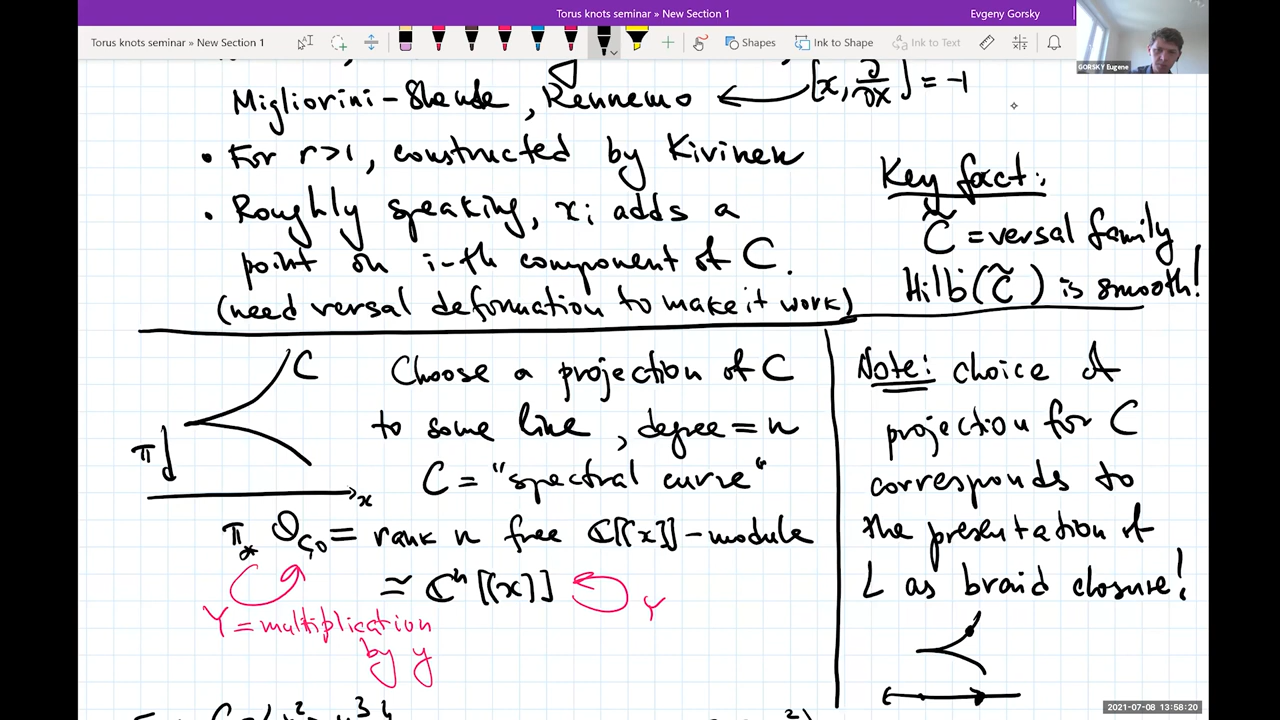 Torus knots seminar » New Section 1
Evgeny Gorsky
Torus knots seminar » New Section 1
Shapes
Ink to Shape
Ink to Text
GORSKY Eugene
Migliorini-Shende, Rennemo
[x, ∂/∂x] = -1
• For r>1, constructed by Kivinen
• Roughly speaking, xi adds a
point on i-th component of C.
(need versal deformation to make it work)
Key fact:
C̃ = versal family
Hilb(C̃) is smooth!
C
π
x
Choose a projection of C
to some line, degree = n
C = "spectral curve"
π* O_C,0 = rank n free ℂ[[x]]-module
≃ ℂⁿ[[x]]
Y
Y = multiplication
by y
Note: choice of
projection for C
corresponds to
the presentation of
L as braid closure!
2021-07-08 13:58:20